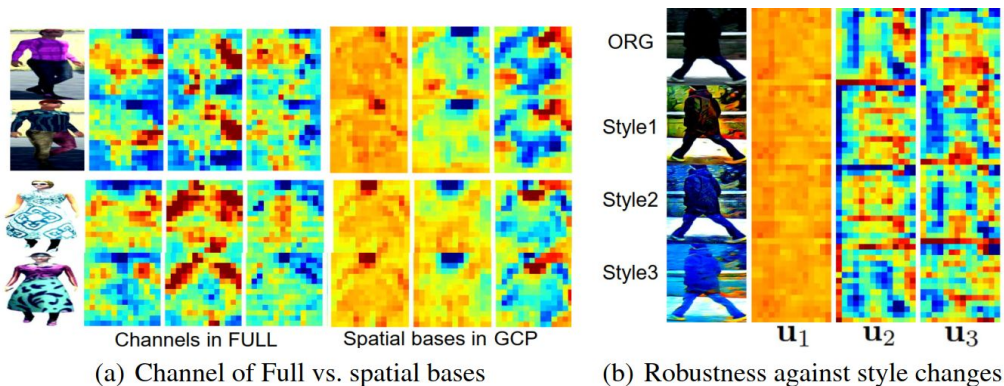 Channels in FULL
Spatial bases in GCP
(a) Channel of Full vs. spatial bases
ORG
Style1
Style2
Style3
u1
u2
u3
(b) Robustness against style changes